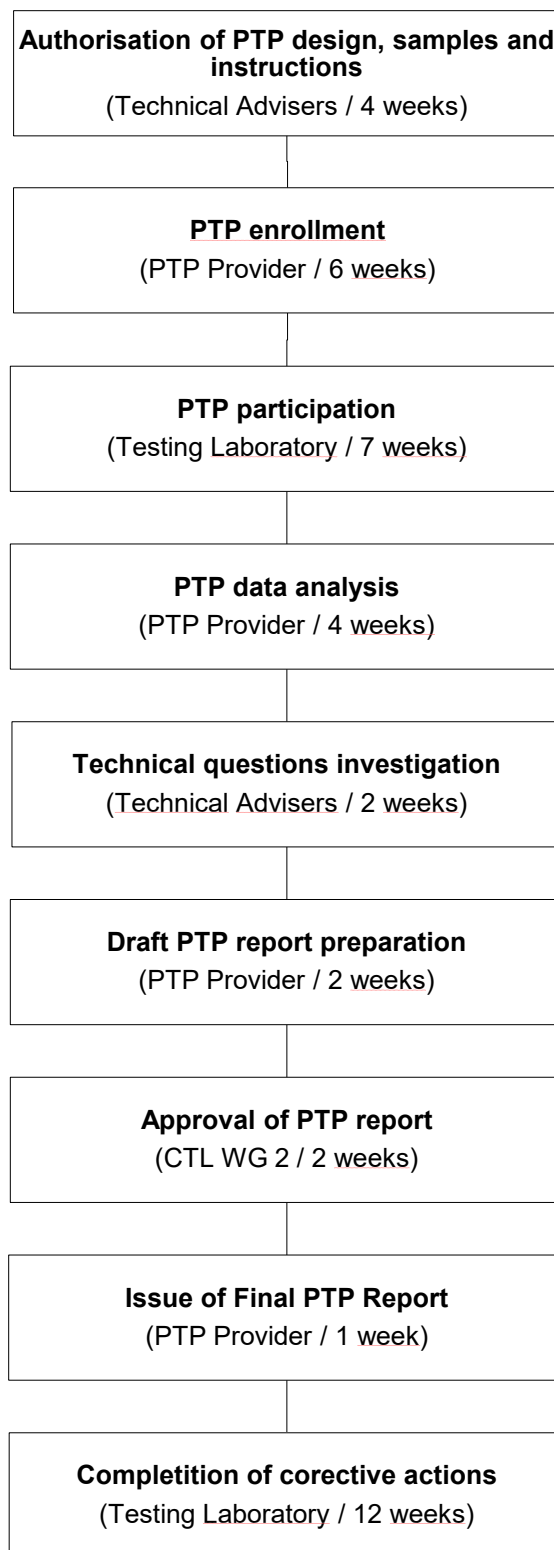 Authorisation of PTP design, samples and
instructions
(Technical Advisers / 4 weeks)
PTP enrollment
(PTP Provider / 6 weeks)
PTP participation
(Testing Laboratory / 7 weeks)
PTP data analysis
(PTP Provider / 4 weeks)
Technical questions investigation
(Technical Advisers / 2 weeks)
Draft PTP report preparation
(PTP Provider / 2 weeks)
Approval of PTP report
(CTL WG 2 / 2 weeks)
Issue of Final PTP Report
(PTP Provider / 1 week)
Completition of corective actions
(Testing Laboratory / 12 weeks)